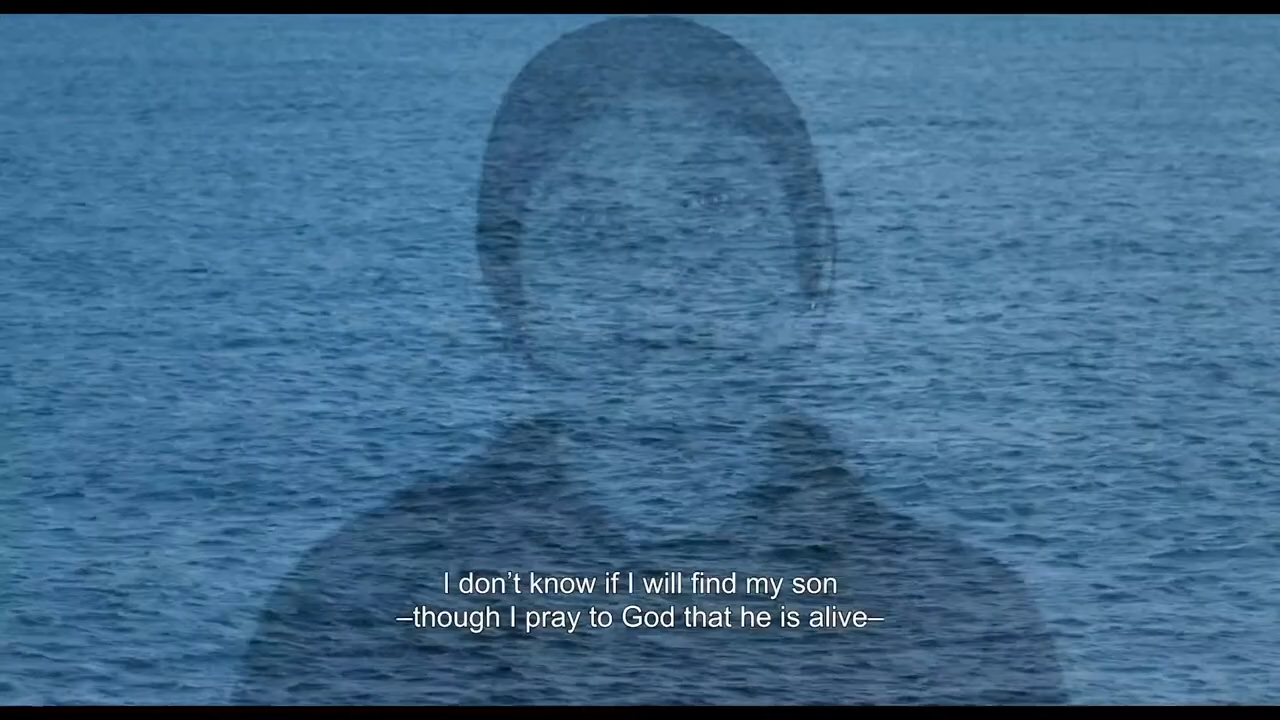 I don’t know if I will find my son
–though I pray to God that he is alive–